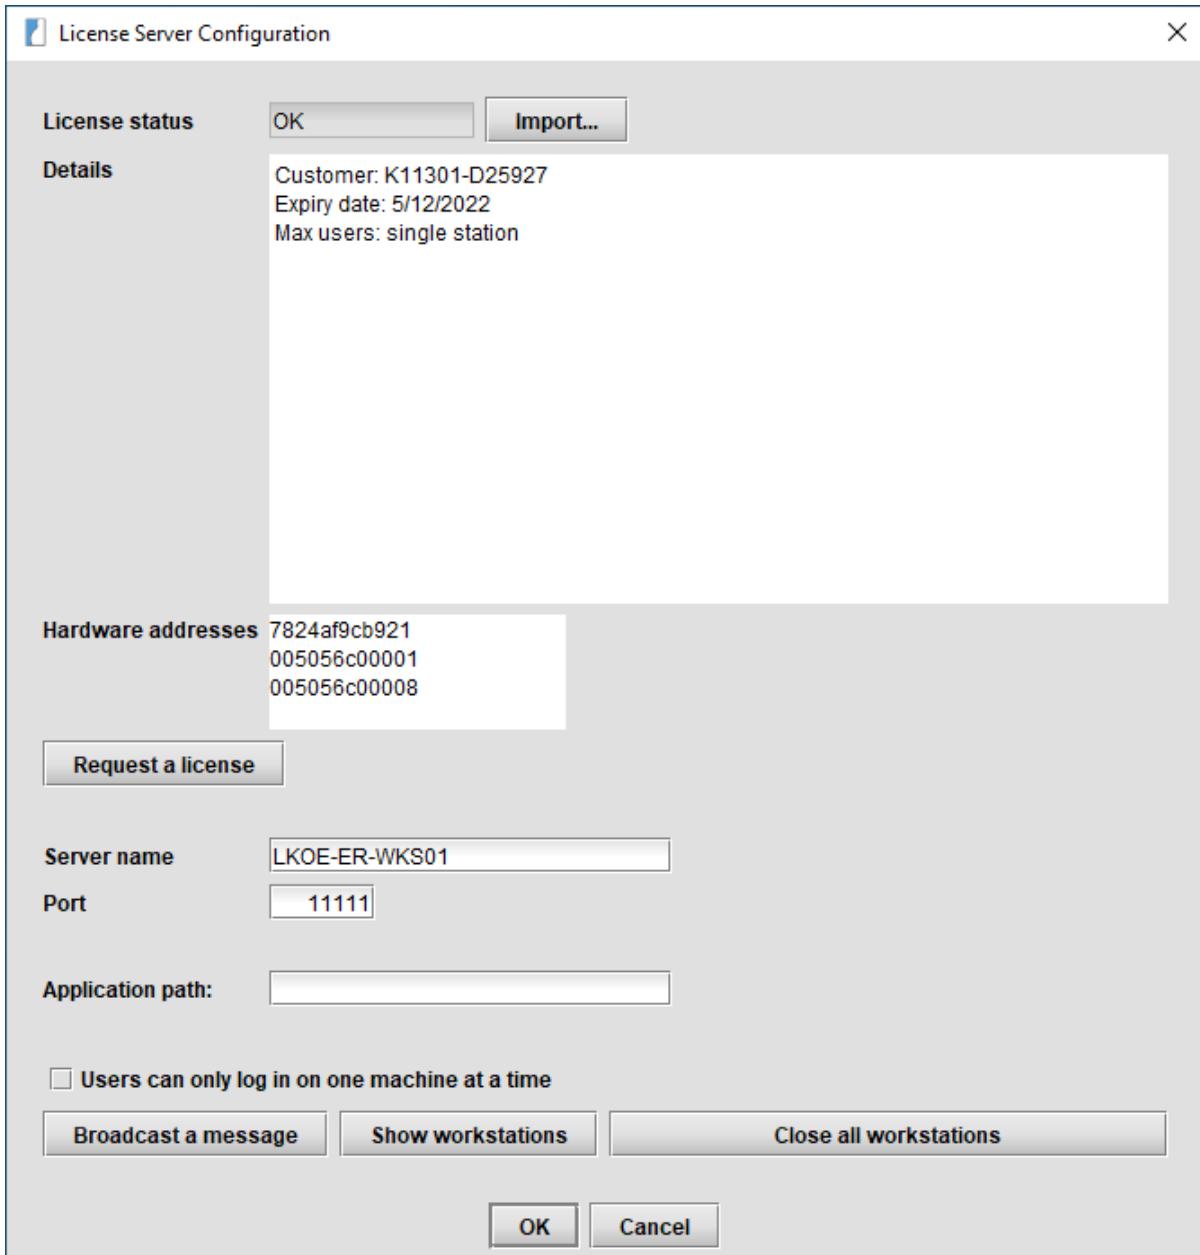 License Server Configuration
License status OK Import...
Details
Customer: K11301-D25927
Expiry date: 5/12/2022
Max users: single station
Hardware addresses 7824af9cb921
005056c00001
005056c00008
Request a license
Server name LKOE-ER-WKS01
Port 11111
Application path:
Users can only log in on one machine at a time
Broadcast a message Show workstations Close all workstations
OK Cancel